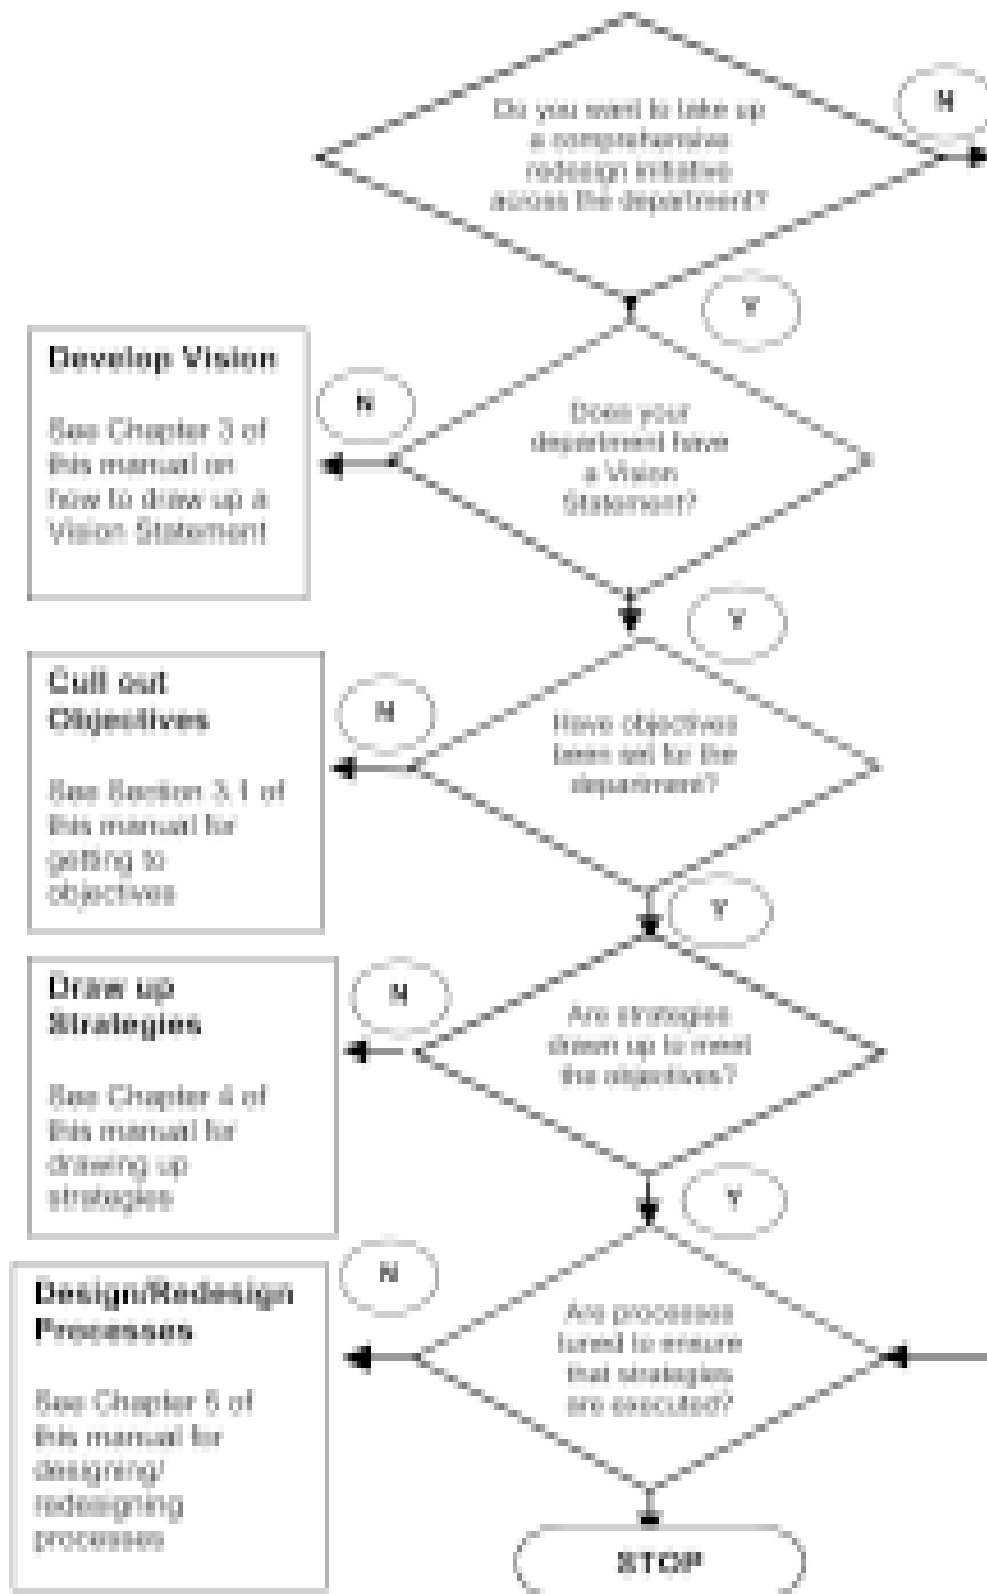 Do you want to take up
a comprehensive
redesign initiative
across the department?
N
Y
Develop Vision
See Chapter 3 of
this manual on
how to draw up a
Vision Statement
N
Does your
department have
a Vision
Statement?
Y
Cull out
Objectives
See Section 3.1 of
this manual for
getting to
objectives
N
Have objectives
been set for the
department?
Y
Draw up
Strategies
See Chapter 4 of
this manual for
drawing up
strategies
N
Are strategies
drawn up to meet
the objectives?
Y
Design/Redesign
Processes
See Chapter 5 of
this manual for
designing/
redesigning
processes
N
Are processes
tuned to ensure
that strategies
are executed?
STOP